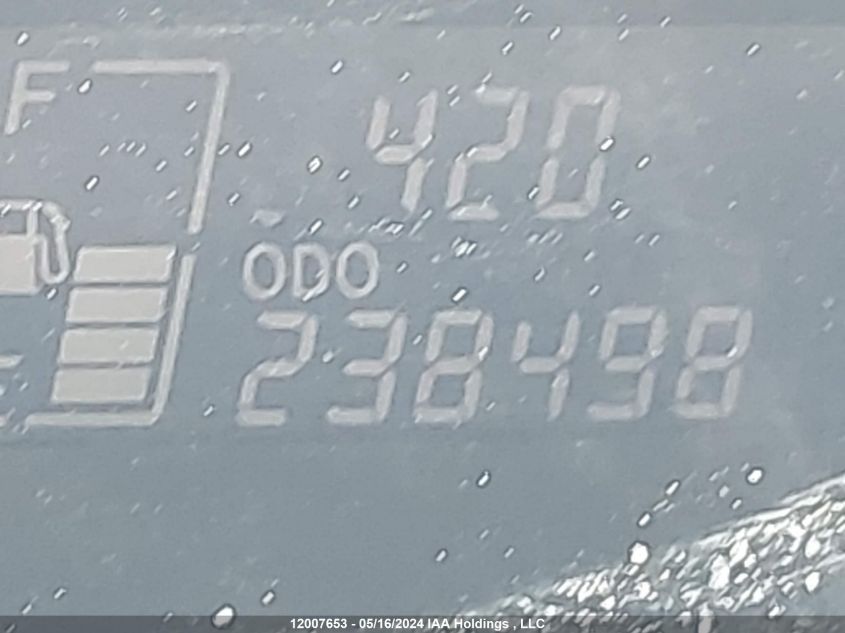 F
420
ODO
238498
12007653 - 05/16/2024 IAA Holdings , LLC